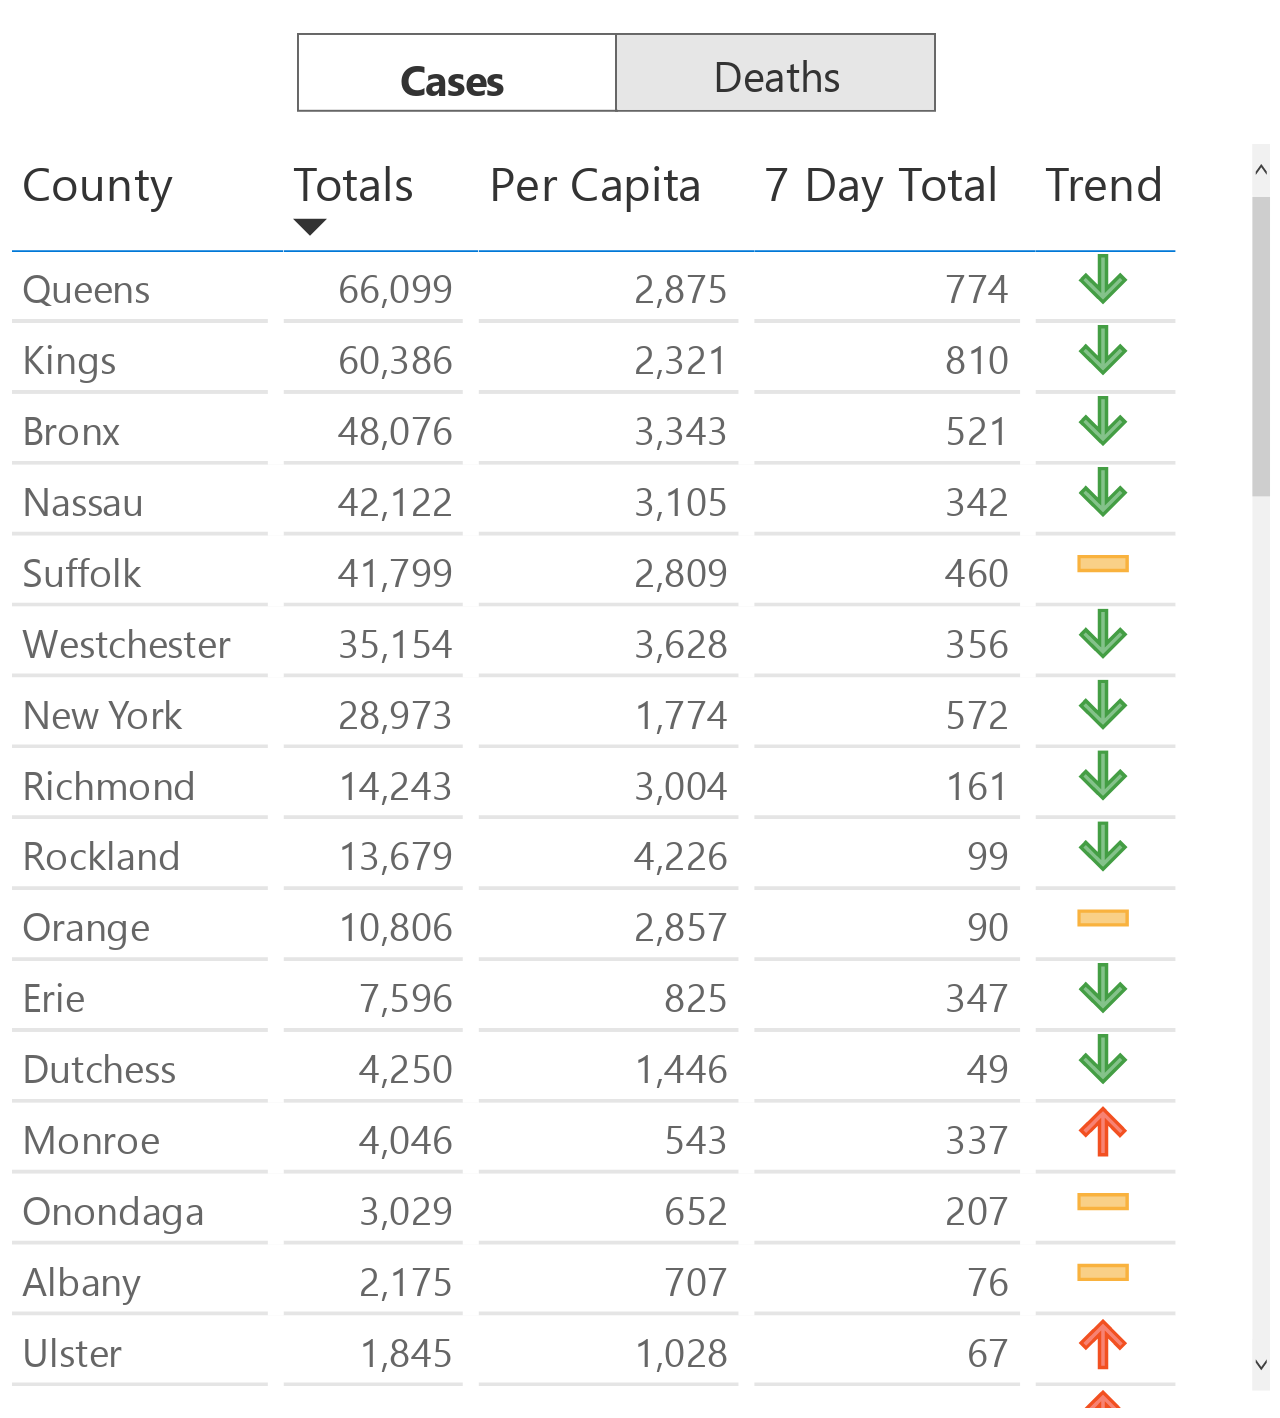 Cases Deaths
County Totals Per Capita 7 Day Total Trend
Queens 66,099 2,875 774
Kings 60,386 2,321 810
Bronx 48,076 3,343 521
Nassau 42,122 3,105 342
Suffolk 41,799 2,809 460
Westchester 35,154 3,628 356
New York 28,973 1,774 572
Richmond 14,243 3,004 161
Rockland 13,679 4,226 99
Orange 10,806 2,857 90
Erie 7,596 825 347
Dutchess 4,250 1,446 49
Monroe 4,046 543 337
Onondaga 3,029 652 207
Albany 2,175 707 76
Ulster 1,845 1,028 67